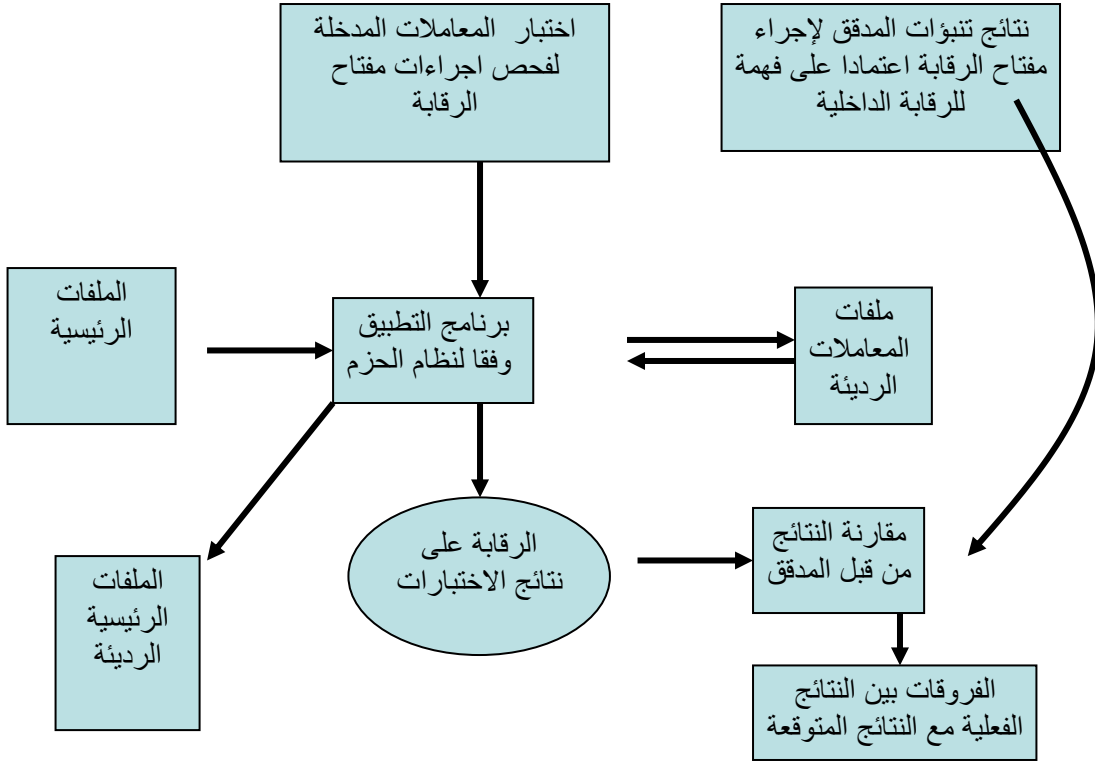 نتائج تنبؤات المدقق لإجراء
مفتاح الرقابة اعتمادا على فهمة
للرقابة الداخلية
اختبار المعاملات المدخلة
لفحص اجراءات مفتاح
الرقابة
ملفات
المعاملات
الرديئة
برنامج التطبيق
وفقا لنظام الحزم
الملفات
الرئيسية
مقارنة النتائج
من قبل المدقق
الرقابة على
نتائج الاختبارات
الملفات
الرئيسية
الرديئة
الفروقات بين النتائج
الفعلية مع النتائج المتوقعة